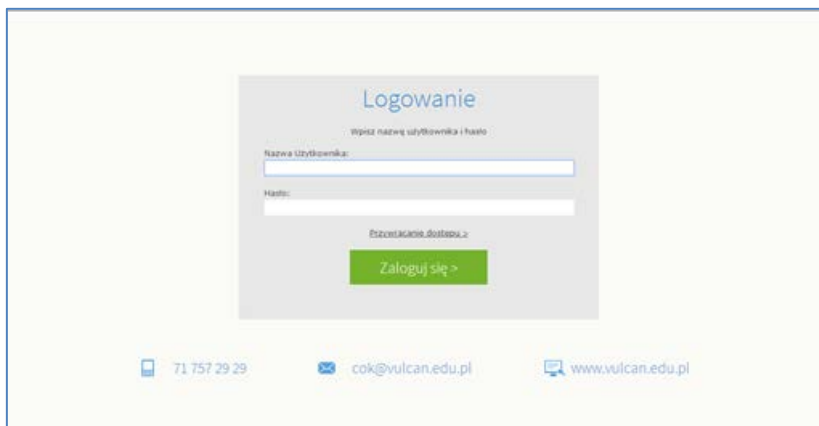 Logowanie
Wpisz nazwę użytkownika i hasło
Nazwa Użytkownika:
Hasło:
Przywracanie dostępu >
Zaloguj się >
71 757 29 29 cok@vulcan.edu.pl www.vulcan.edu.pl